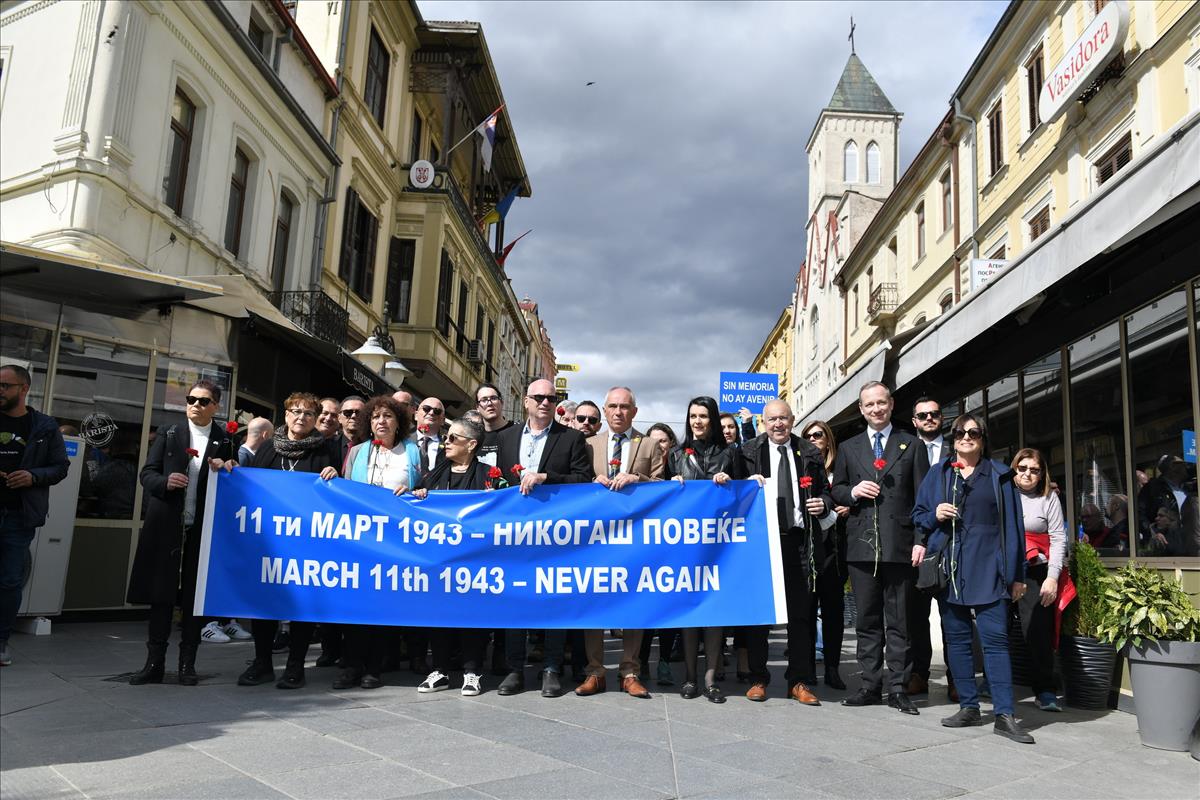 Vasidora
SIN MEMORIA
NO AY AVENIR
BARISTA
11 ти МАРТ 1943 – НИКОГАШ ПОВЕЌЕ
MARCH 11th 1943 – NEVER AGAIN